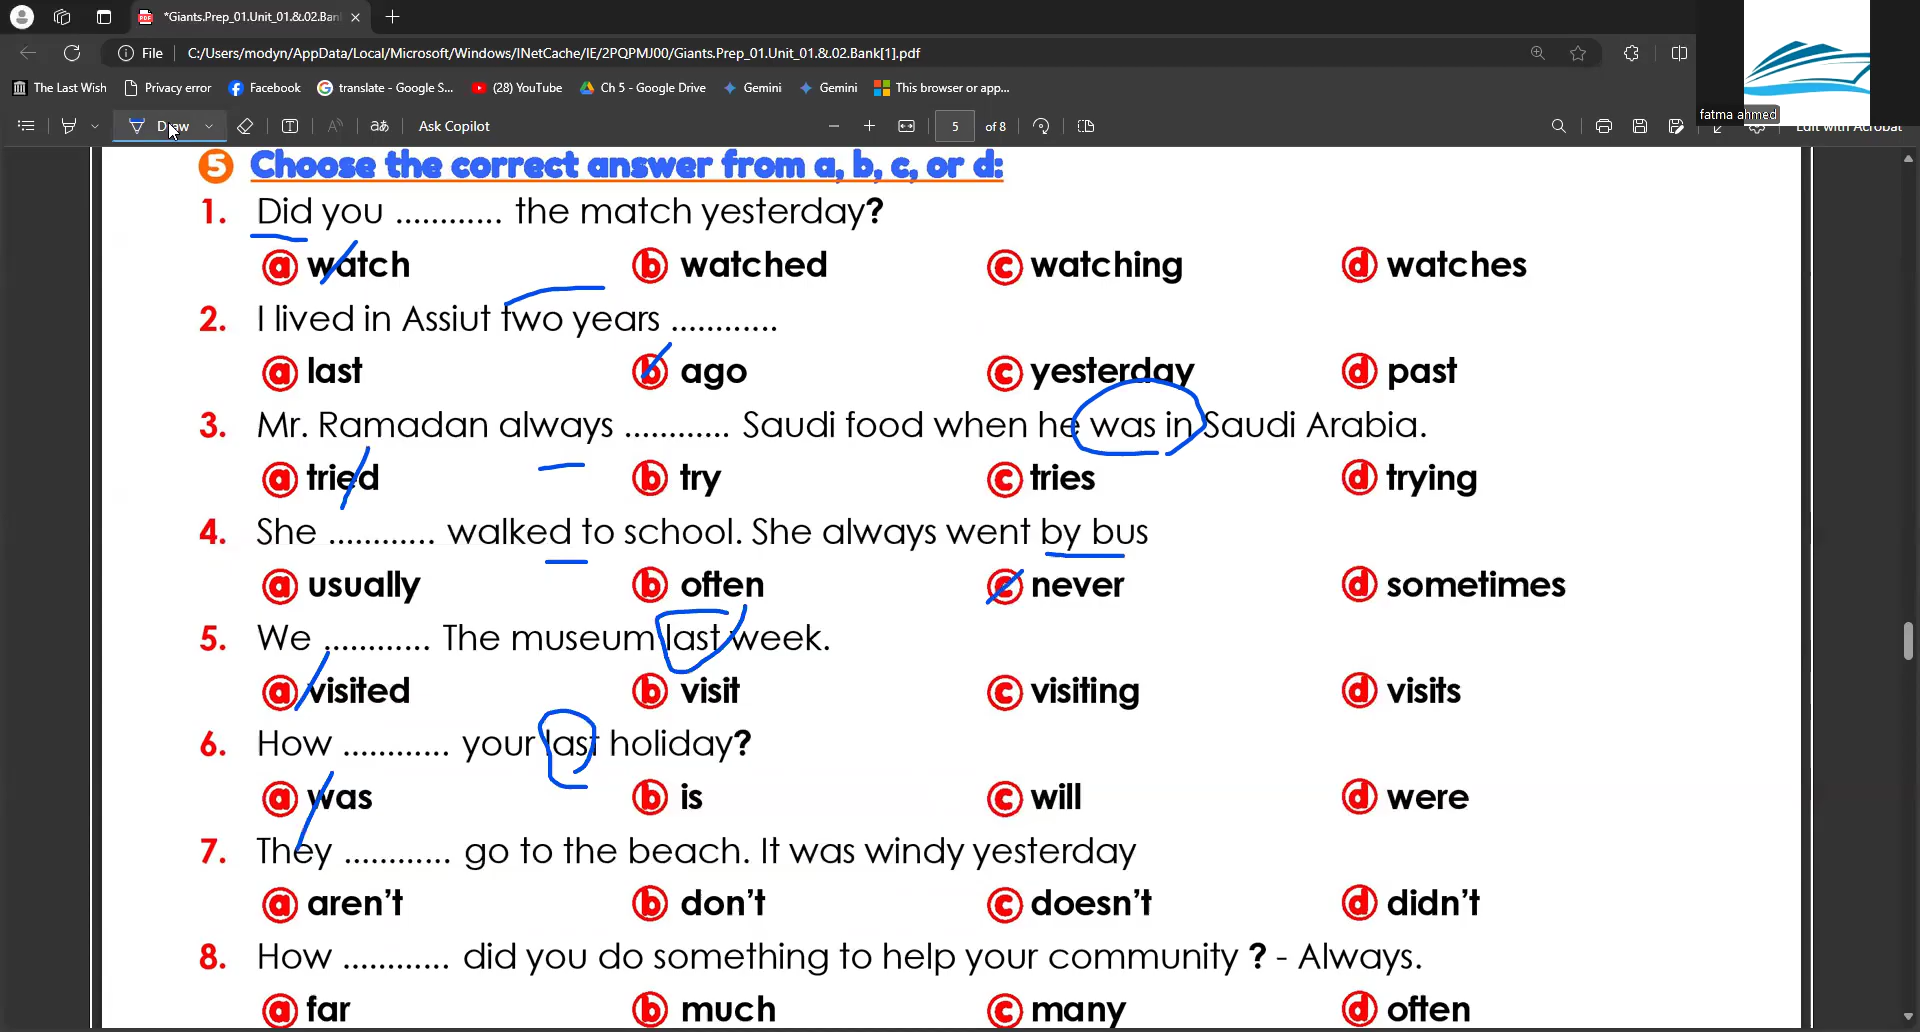 *Giants.Prep_01.Unit_01.&.02.Ban
File C:/Users/modyn/AppData/Local/Microsoft/Windows/INetCache/IE/2PQPMJ00/Giants.Prep_01.Unit_01.&.02.Bank[1].pdf
The Last Wish Privacy error Facebook translate - Google S... (28) YouTube Ch 5 - Google Drive Gemini Gemini This browser or app...
fatma ahmed
Draw Ask Copilot 5 of 8 Edit with Acrobat
5 Choose the correct answer from a, b, c, or d:
1. Did you ............ the match yesterday?
a watch b watched c watching d watches
2. I lived in Assiut two years ............
a last b ago c yesterday d past
3. Mr. Ramadan always ............ Saudi food when he was in Saudi Arabia.
a tried b try c tries d trying
4. She ............ walked to school. She always went by bus
a usually b often c never d sometimes
5. We ............ The museum last week.
a visited b visit c visiting d visits
6. How ............ your last holiday?
a was b is c will d were
7. They ............ go to the beach. It was windy yesterday
a aren't b don't c doesn't d didn't
8. How ............ did you do something to help your community ? - Always.
a far b much c many d often